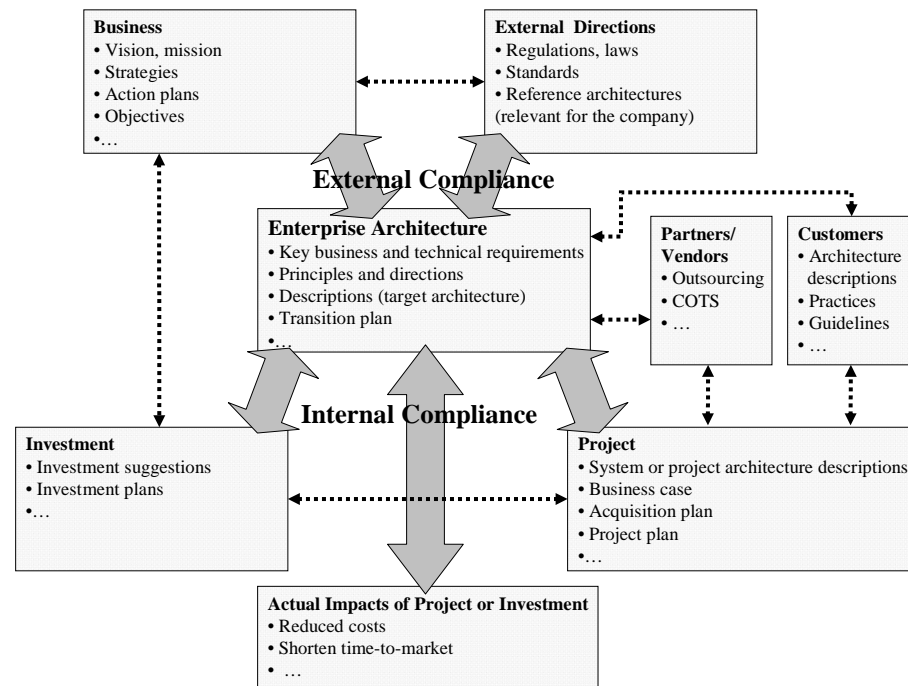 Business
• Vision, mission
• Strategies
• Action plans
• Objectives
•…
External Directions
• Regulations, laws
• Standards
• Reference architectures
(relevant for the company)
External Compliance
Enterprise Architecture
• Key business and technical requirements
• Principles and directions
• Descriptions (target architecture)
• Transition plan
•…
Partners/
Vendors
• Outsourcing
• COTS
• …
Customers
• Architecture
descriptions
• Practices
• Guidelines
• …
Internal Compliance
Investment
• Investment suggestions
• Investment plans
•…
Project
• System or project architecture descriptions
• Business case
• Acquisition plan
• Project plan
•…
Actual Impacts of Project or Investment
• Reduced costs
• Shorten time-to-market
• …